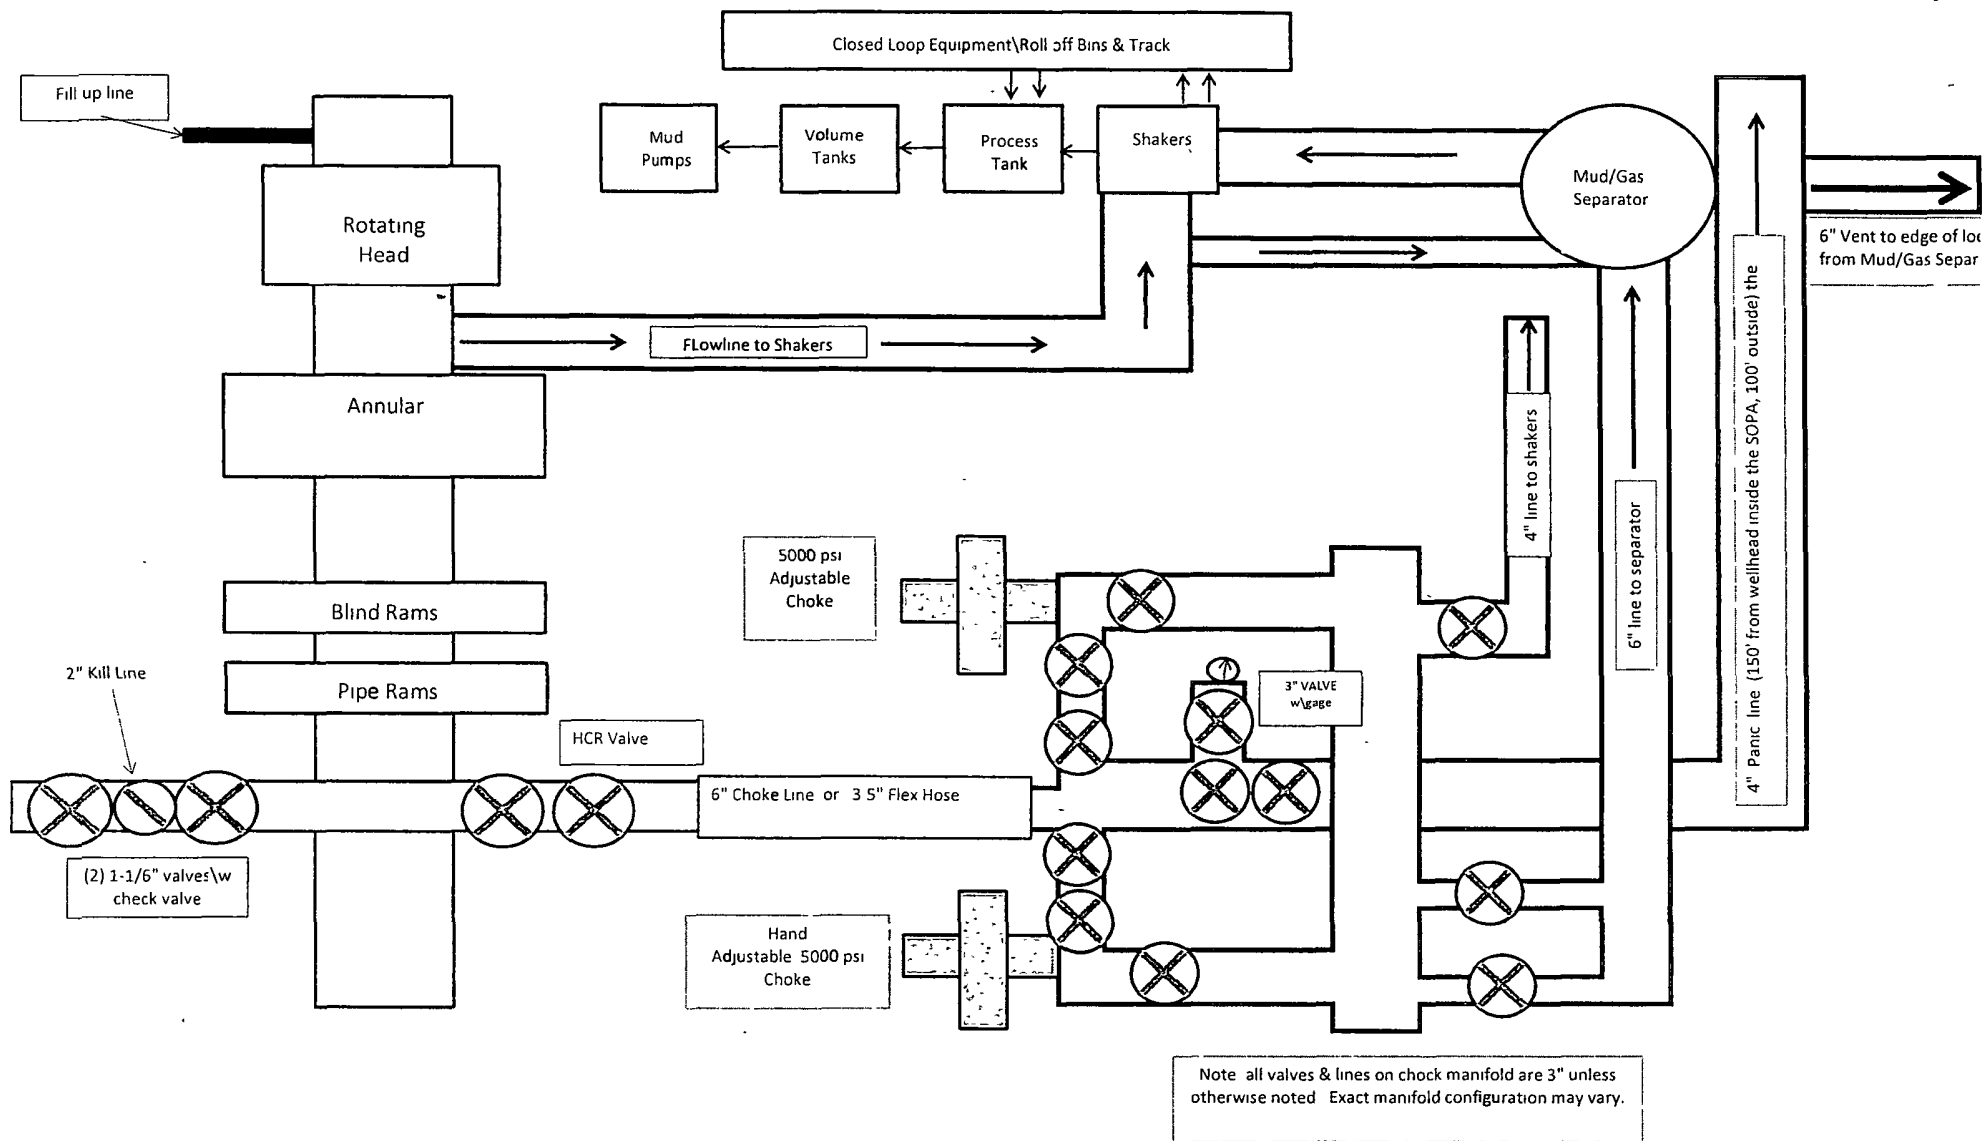 Closed Loop Equipment\Roll off Bins & Track
Fill up line
Mud
Pumps
Volume
Tanks
Process
Tank
Shakers
Mud/Gas
Separator
Rotating
Head
6" Vent to edge of loc
from Mud/Gas Separ
FLowline to Shakers
Annular
4" line to shakers
6" line to separator
4" Panic line (150' from wellhead inside the SOPA, 100' outside) the
5000 psi
Adjustable
Choke
Blind Rams
2" Kill Line
Pipe Rams
3" VALVE
w\gage
HCR Valve
6" Choke Line or 3 5" Flex Hose
(2) 1-1/6" valves\w
check valve
Hand
Adjustable 5000 psi
Choke
Note all valves & lines on chock manifold are 3" unless
otherwise noted Exact manifold configuration may vary.